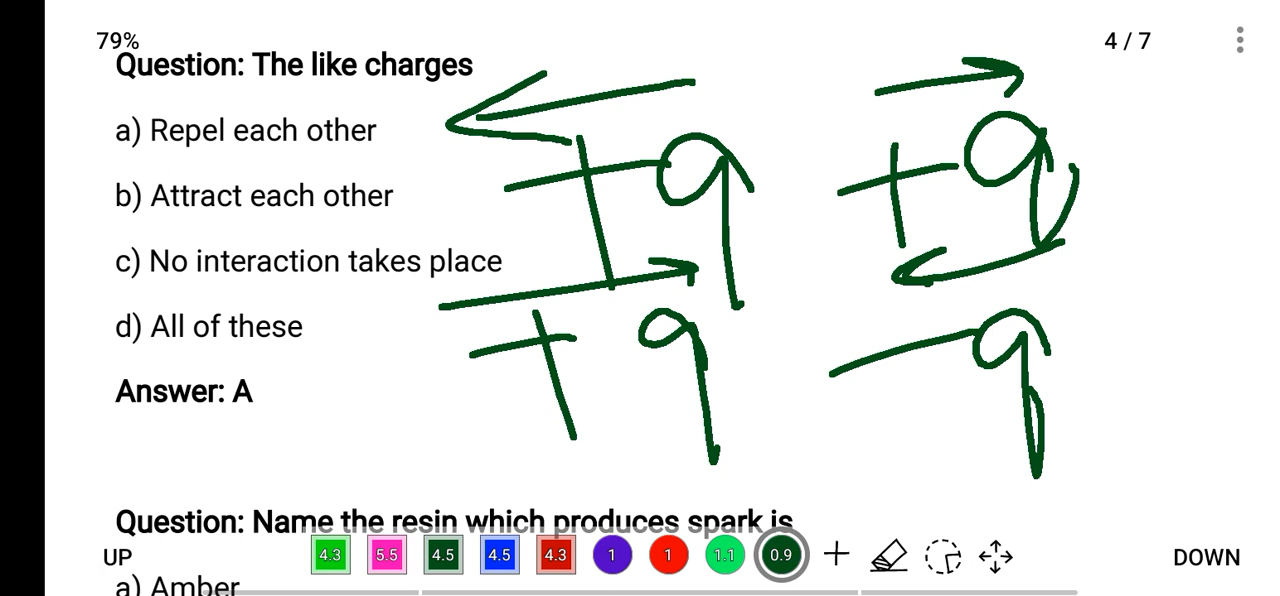 79%
4 / 7
Question: The like charges
a) Repel each other
b) Attract each other
c) No interaction takes place
d) All of these
Answer: A
+q +q
+q -q
Question: Name the resin which produces spark is
UP 4.3 5.5 4.5 4.5 4.3 1 1 1.1 0.9 DOWN
a) Amber